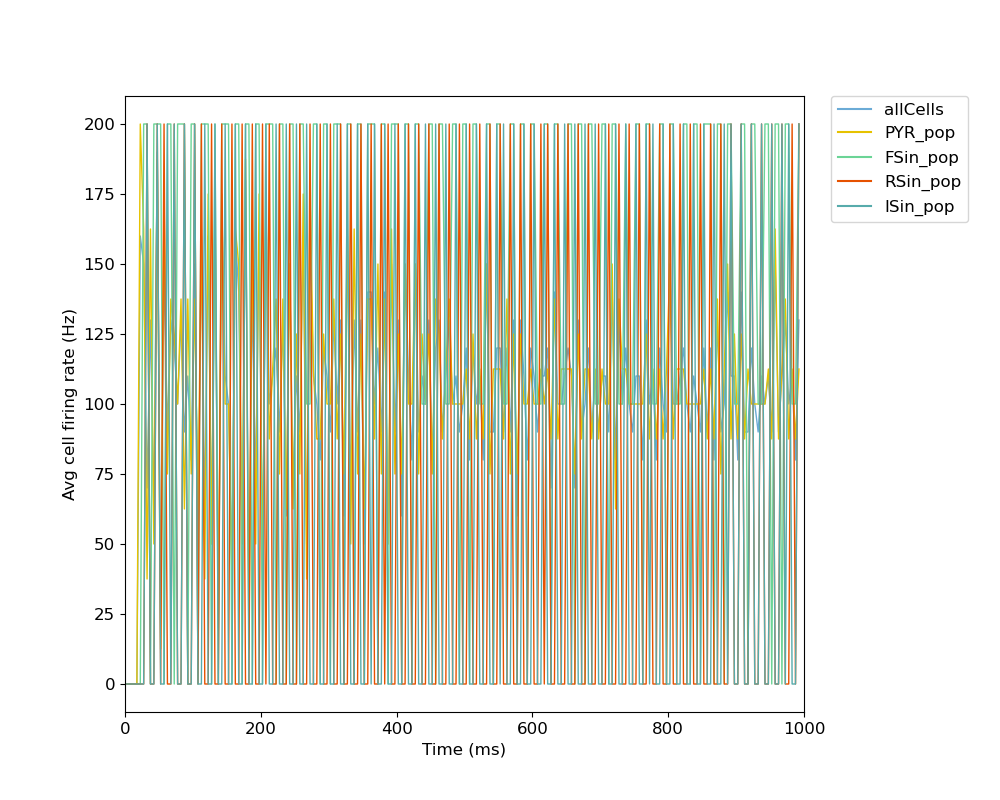 allCells
PYR_pop
FSin_pop
RSin_pop
ISin_pop
Avg cell firing rate (Hz)
200
175
150
125
100
75
50
25
0
0 200 400 600 800 1000
Time (ms)